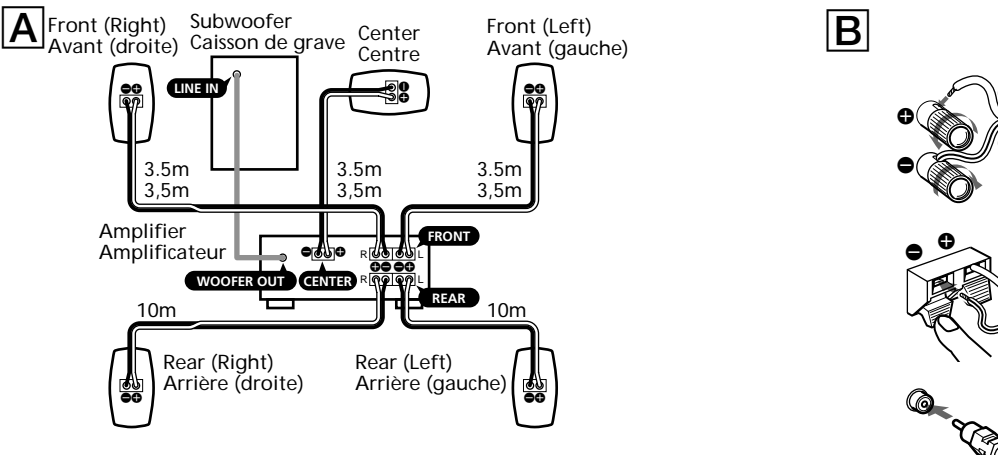 A
Front (Right)
Avant (droite)
Subwoofer
Caisson de grave
Center
Centre
Front (Left)
Avant (gauche)
LINE IN
3.5m
3,5m
3.5m
3,5m
3.5m
3,5m
Amplifier
Amplificateur
FRONT
R
L
WOOFER OUT
CENTER
R
L
REAR
10m
10m
Rear (Right)
Arrière (droite)
Rear (Left)
Arrière (gauche)
B